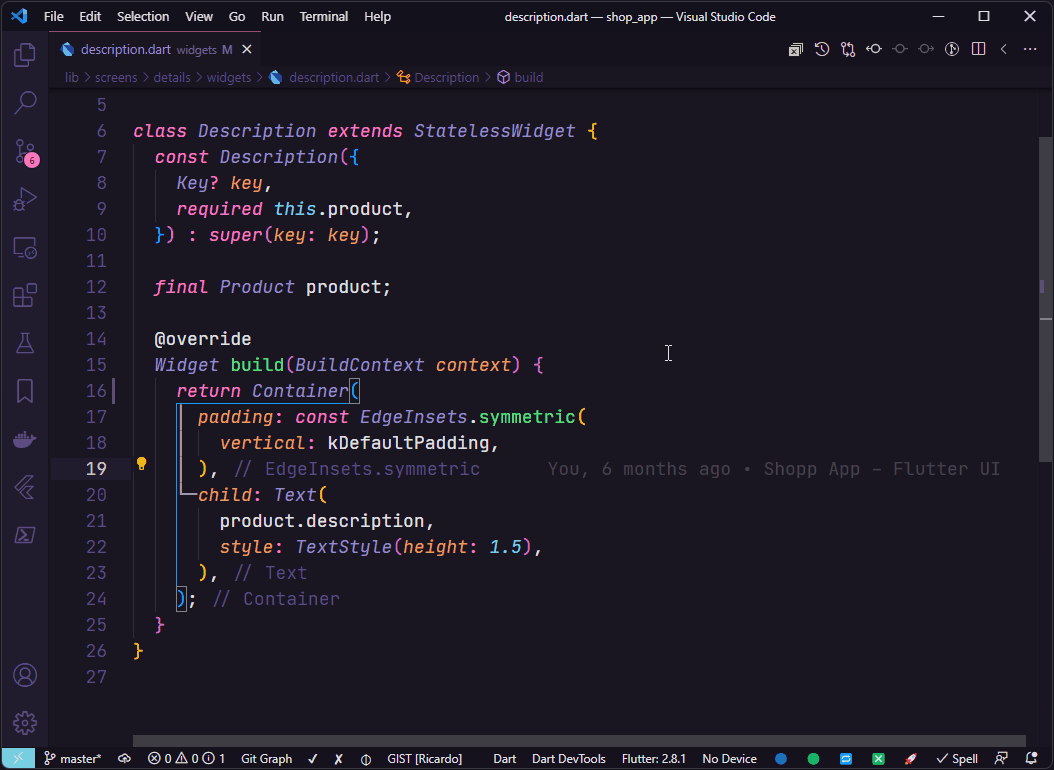 File Edit Selection View Go Run Terminal Help description.dart — shop_app — Visual Studio Code
description.dart widgets M
lib > screens > details > widgets > description.dart > Description > build
5
6 class Description extends StatelessWidget {
7 const Description({
8 Key? key,
9 required this.product,
10 }) : super(key: key);
11
12 final Product product;
13
14 @override
15 Widget build(BuildContext context) {
16 return Container(
17 padding: const EdgeInsets.symmetric(
18 vertical: kDefaultPadding,
19 ), // EdgeInsets.symmetric You, 6 months ago • Shopp App – Flutter UI
20 child: Text(
21 product.description,
22 style: TextStyle(height: 1.5),
23 ), // Text
24 ); // Container
25 }
26 }
27
6
master* 0 0 1 Git Graph ✓ ✗ GIST [Ricardo] Dart Dart DevTools Flutter: 2.8.1 No Device ✓ Spell